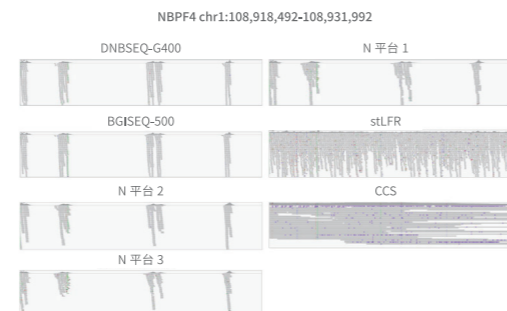 NBPF4 chr1:108,918,492-108,931,992
DNBSEQ-G400
N 平台 1
BGISEQ-500
stLFR
N 平台 2
CCS
N 平台 3